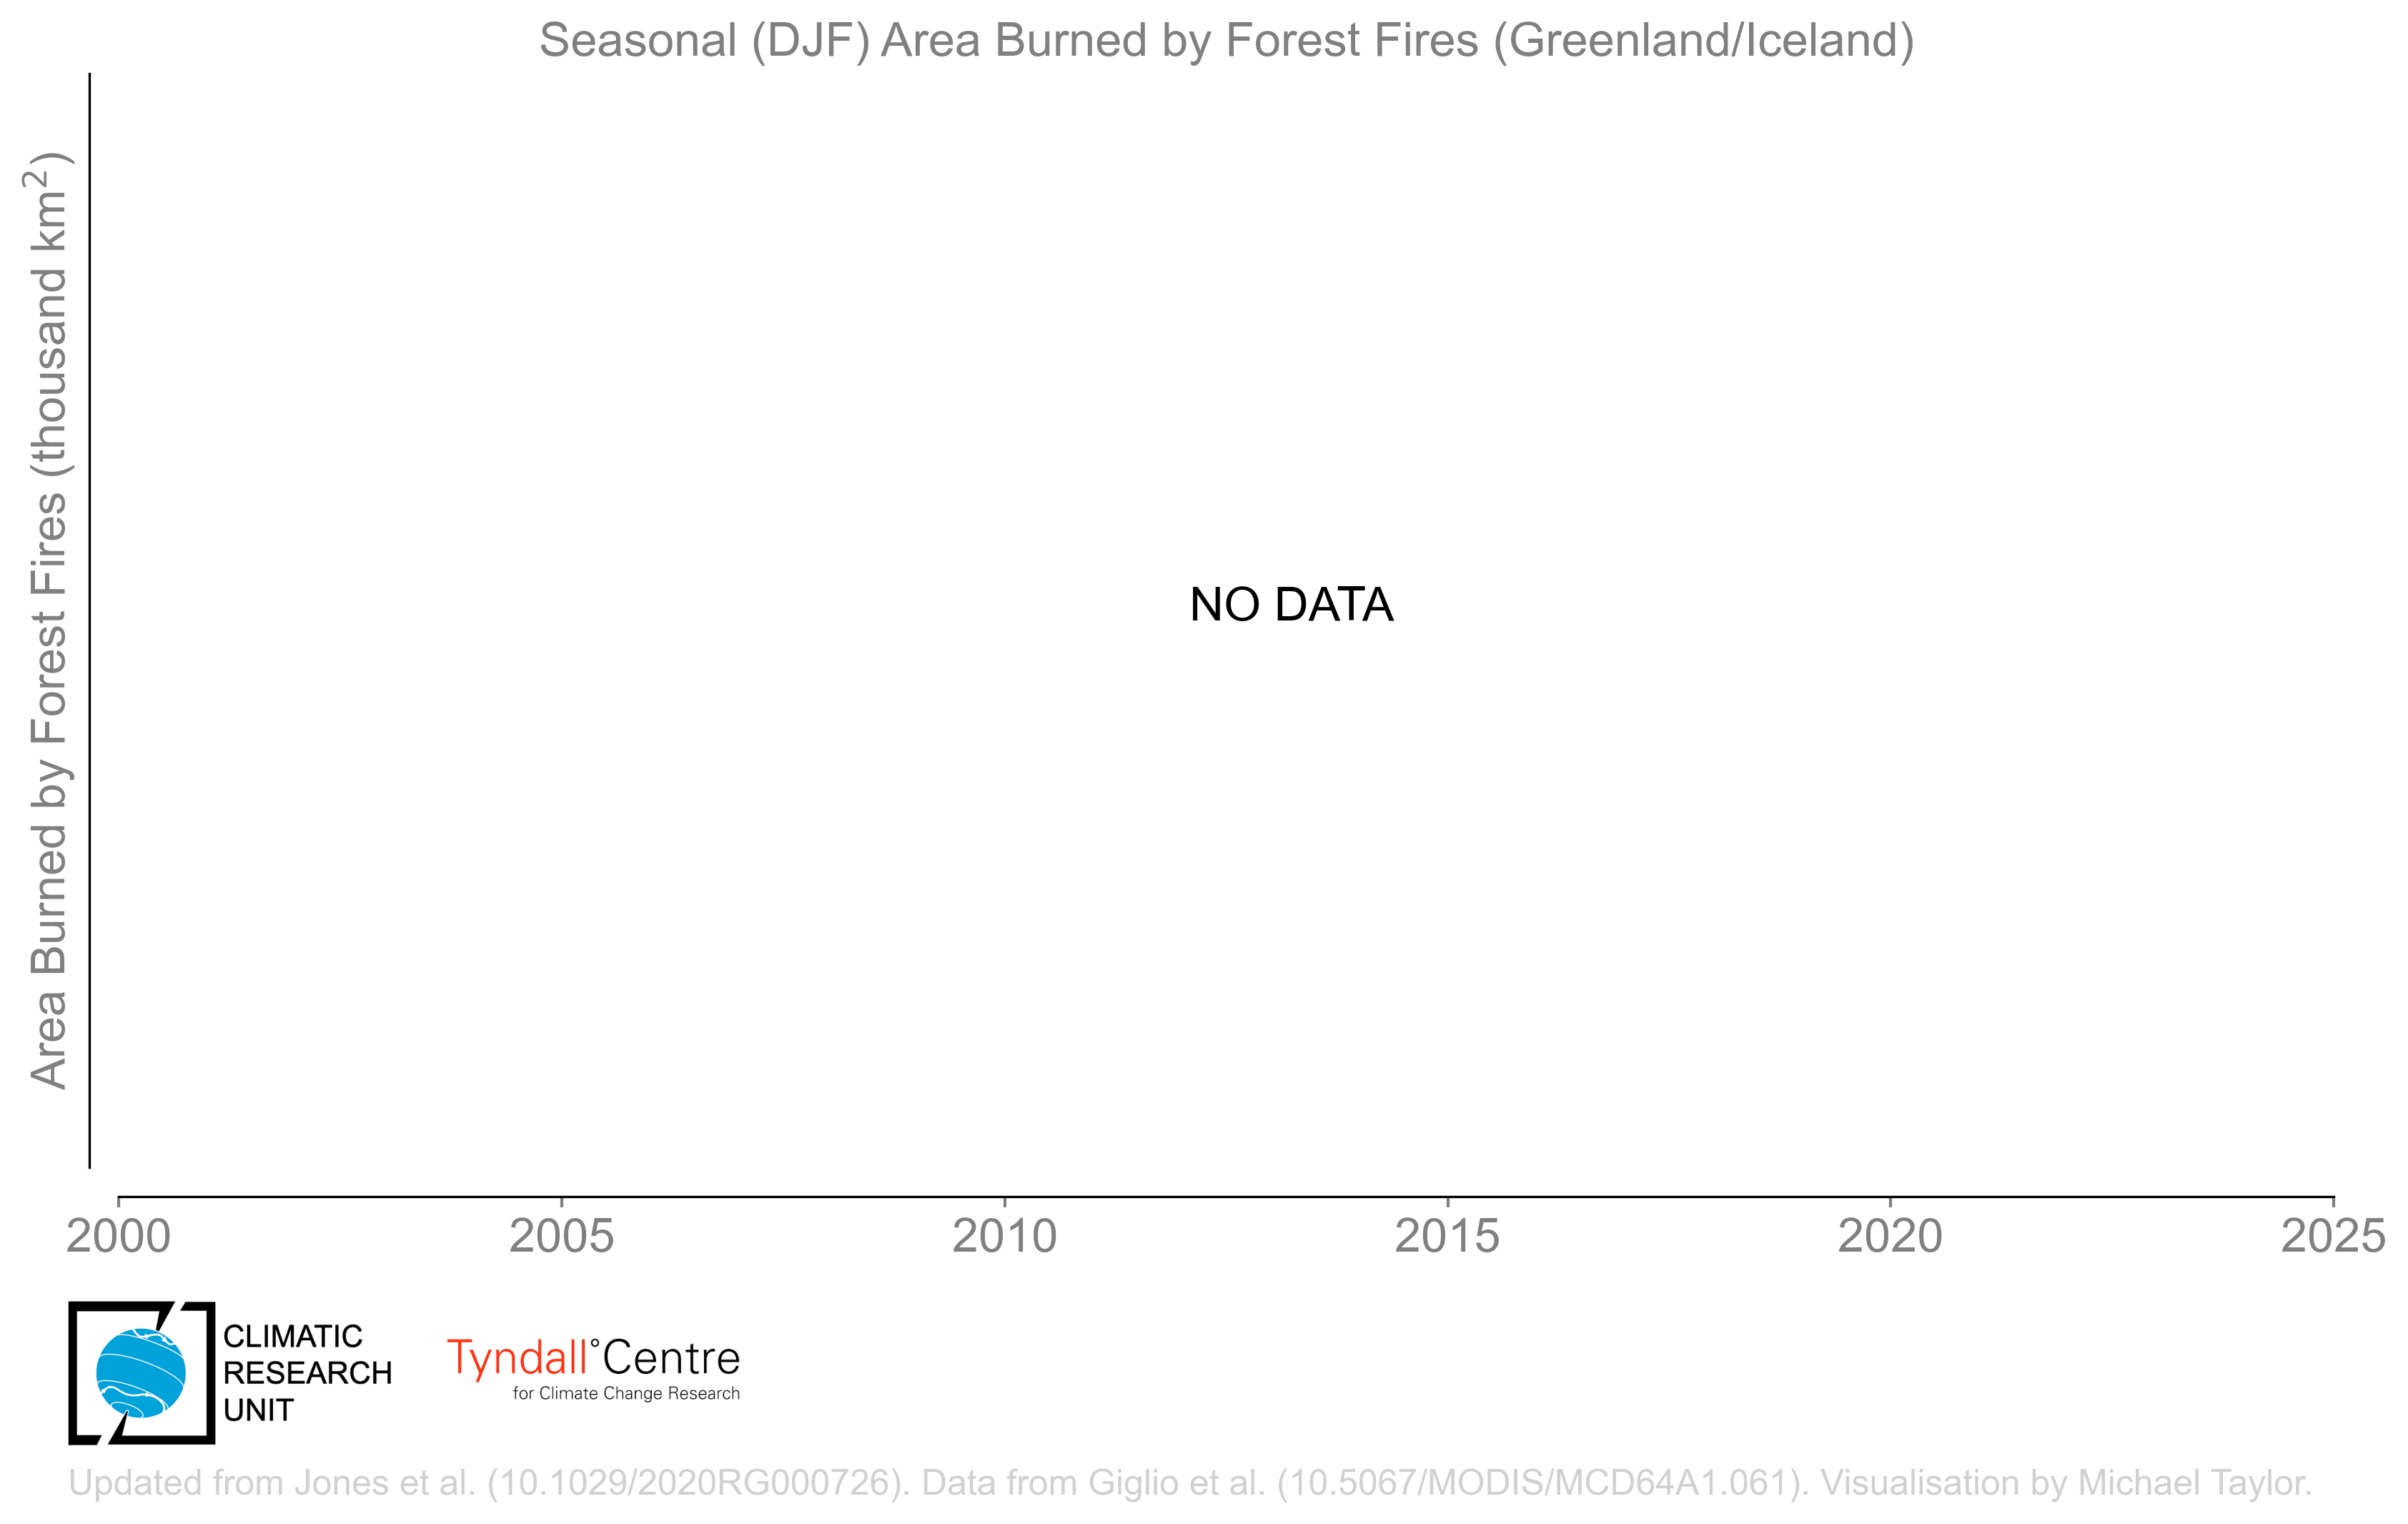 Seasonal (DJF) Area Burned by Forest Fires (Greenland/Iceland)
Area Burned by Forest Fires (thousand km²)
NO DATA
2000 2005 2010 2015 2020 2025
CLIMATIC
RESEARCH
UNIT
Tyndall°Centre
for Climate Change Research
Updated from Jones et al. (10.1029/2020RG000726). Data from Giglio et al. (10.5067/MODIS/MCD64A1.061). Visualisation by Michael Taylor.